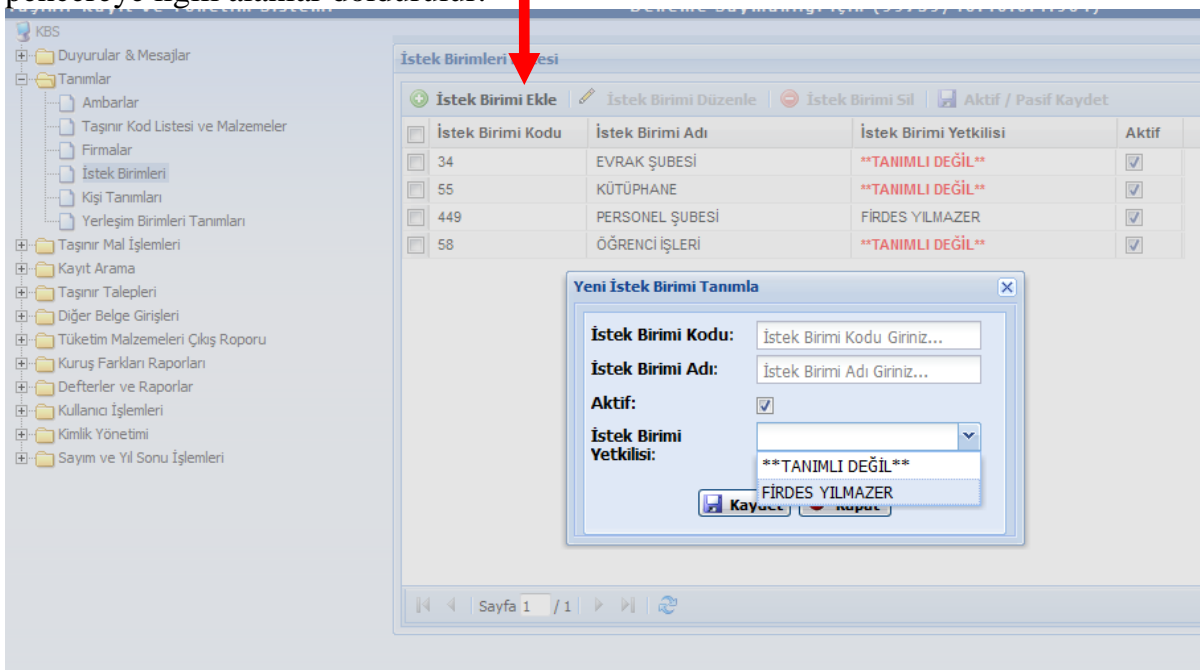 pencereye ilgili alanlar doldurulur.
KBS
Duyurular & Mesajlar
Tanımlar
Ambarlar
Taşınır Kod Listesi ve Malzemeler
Firmalar
İstek Birimleri
Kişi Tanımları
Yerleşim Birimleri Tanımları
Taşınır Mal İşlemleri
Kayıt Arama
Taşınır Talepleri
Diğer Belge Girişleri
Tüketim Malzemeleri Çıkış Roporu
Kuruş Farkları Raporları
Defterler ve Raporlar
Kullanıcı İşlemleri
Kimlik Yönetimi
Sayım ve Yıl Sonu İşlemleri
İstek Birimleri
İstek Birimi Ekle İstek Birimi Düzenle İstek Birimi Sil Aktif / Pasif Kaydet
İstek Birimi Kodu İstek Birimi Adı İstek Birimi Yetkilisi Aktif
34 EVRAK ŞUBESİ **TANIMLI DEĞİL**
55 KÜTÜPHANE **TANIMLI DEĞİL**
449 PERSONEL ŞUBESİ FİRDES YILMAZER
58 ÖĞRENCİ İŞLERİ **TANIMLI DEĞİL**
Yeni İstek Birimi Tanımla
İstek Birimi Kodu: İstek Birimi Kodu Giriniz...
İstek Birimi Adı: İstek Birimi Adı Giriniz...
Aktif:
İstek Birimi
Yetkilisi:
**TANIMLI DEĞİL**
FİRDES YILMAZER
Kaydet Kapat
Sayfa 1 / 1